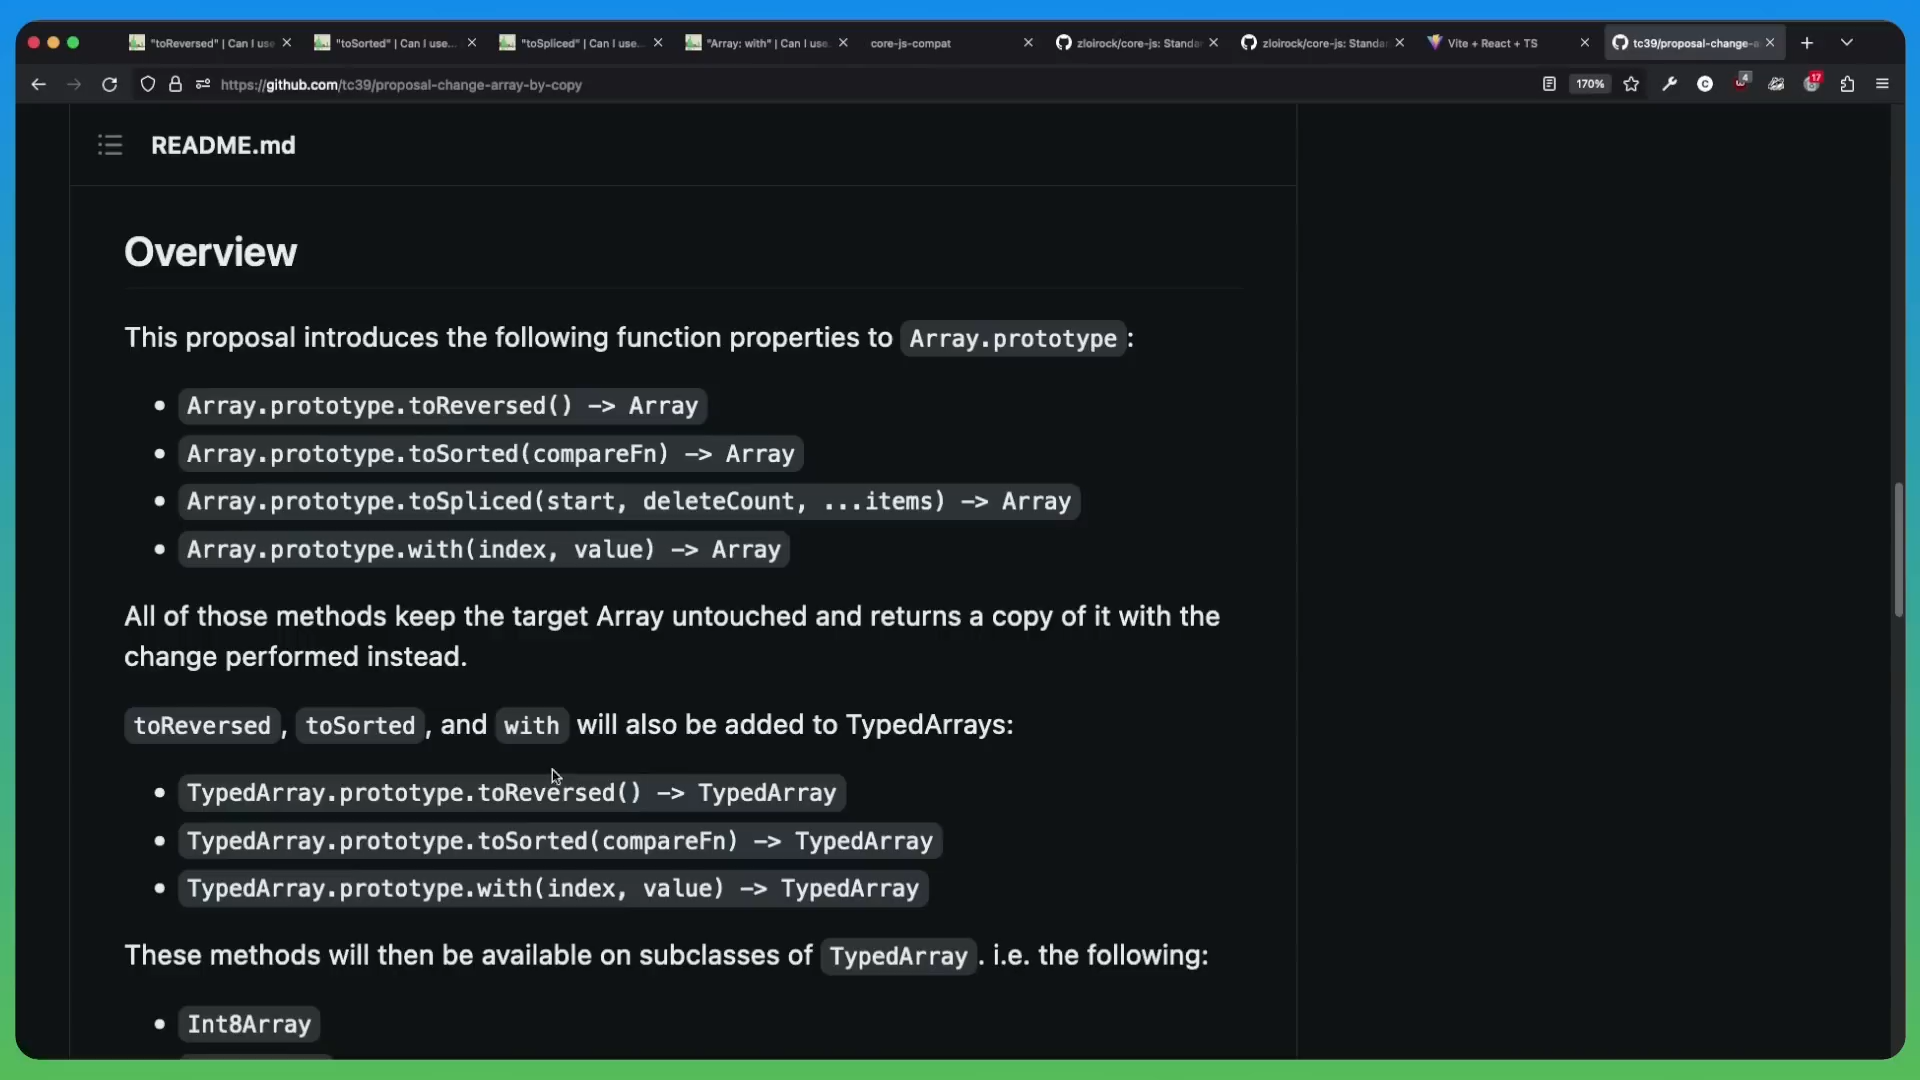 "toReversed" | Can I use
"toSorted" | Can I use...
"toSpliced" | Can I use...
"Array: with" | Can I use.
core-js-compat
zloirock/core-js: Standa
zloirock/core-js: Standa
Vite + React + TS
tc39/proposal-change-a
https://github.com/tc39/proposal-change-array-by-copy
170%
4
17
README.md
Overview
This proposal introduces the following function properties to Array.prototype:
Array.prototype.toReversed() -> Array
Array.prototype.toSorted(compareFn) -> Array
Array.prototype.toSpliced(start, deleteCount, ...items) -> Array
Array.prototype.with(index, value) -> Array
All of those methods keep the target Array untouched and returns a copy of it with the
change performed instead.
toReversed, toSorted, and with will also be added to TypedArrays:
TypedArray.prototype.toReversed() -> TypedArray
TypedArray.prototype.toSorted(compareFn) -> TypedArray
TypedArray.prototype.with(index, value) -> TypedArray
These methods will then be available on subclasses of TypedArray. i.e. the following:
Int8Array